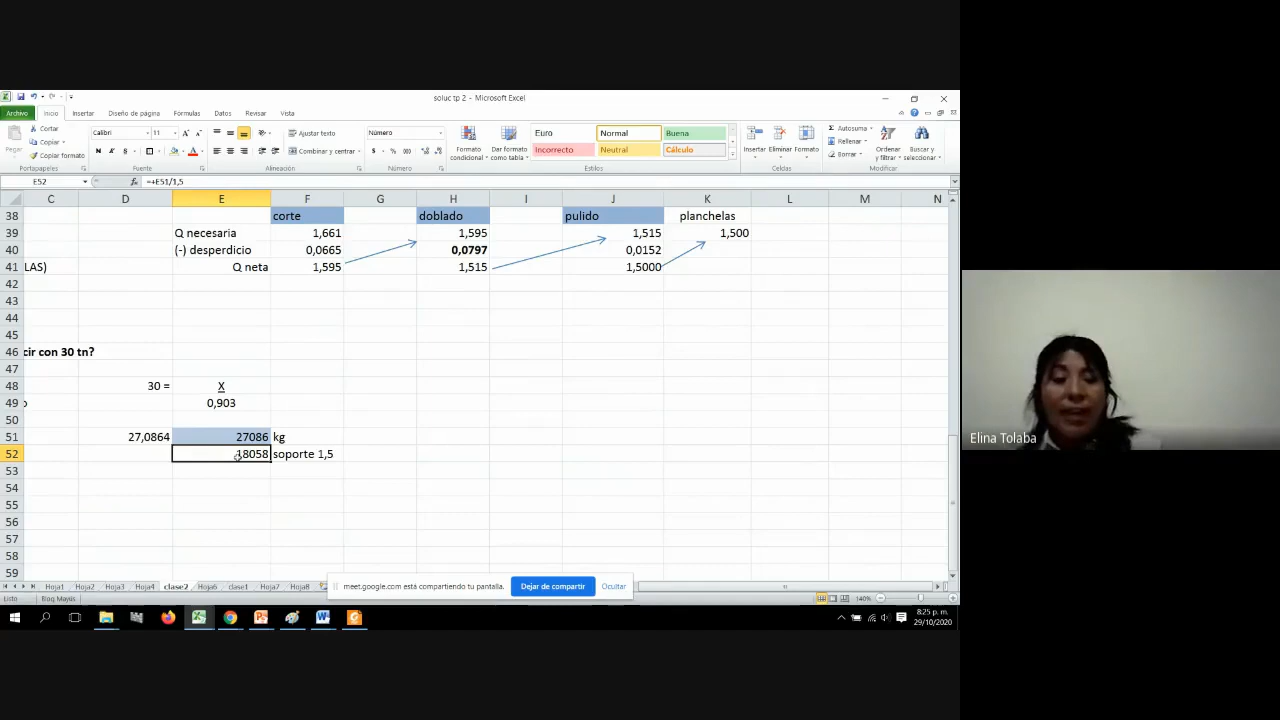 soluc tp 2 - Microsoft Excel
Archivo Inicio Insertar Diseño de página Fórmulas Datos Revisar Vista
Pegar
Cortar
Copiar
Copiar formato
Portapapeles
Calibri 11
N K S
Fuente
Ajustar texto
Combinar y centrar
Alineación
Número
% 000
Número
Formato condicional
Dar formato como tabla
Euro Normal Buena
Incorrecto Neutral Cálculo
Estilos
Insertar Eliminar Formato
Celdas
Autosuma
Rellenar
Borrar
Ordenar y filtrar
Buscar y seleccionar
Modificar
E52 fx =+E51/1,5
C D E F G H I J K L M N
38 corte doblado pulido planchelas
39 Q necesaria 1,661 1,595 1,515 1,500
40 (-) desperdicio 0,0665 0,0797 0,0152
41 LAS) Q neta 1,595 1,515 1,5000
42
43
44
45
46 cir con 30 tn?
47
48 30 = X
49 o 0,903
50
51 27,0864 27086 kg
52 18058 soporte 1,5
53
54
55
56
57
58
59
Hoja1 Hoja2 Hoja3 Hoja4 clase2 Hoja6 clase1 Hoja7 Hoja8
meet.google.com está compartiendo tu pantalla. Dejar de compartir Ocultar
Listo Bloq Mayús 140%
8:25 p. m.
29/10/2020
Elina Tolaba